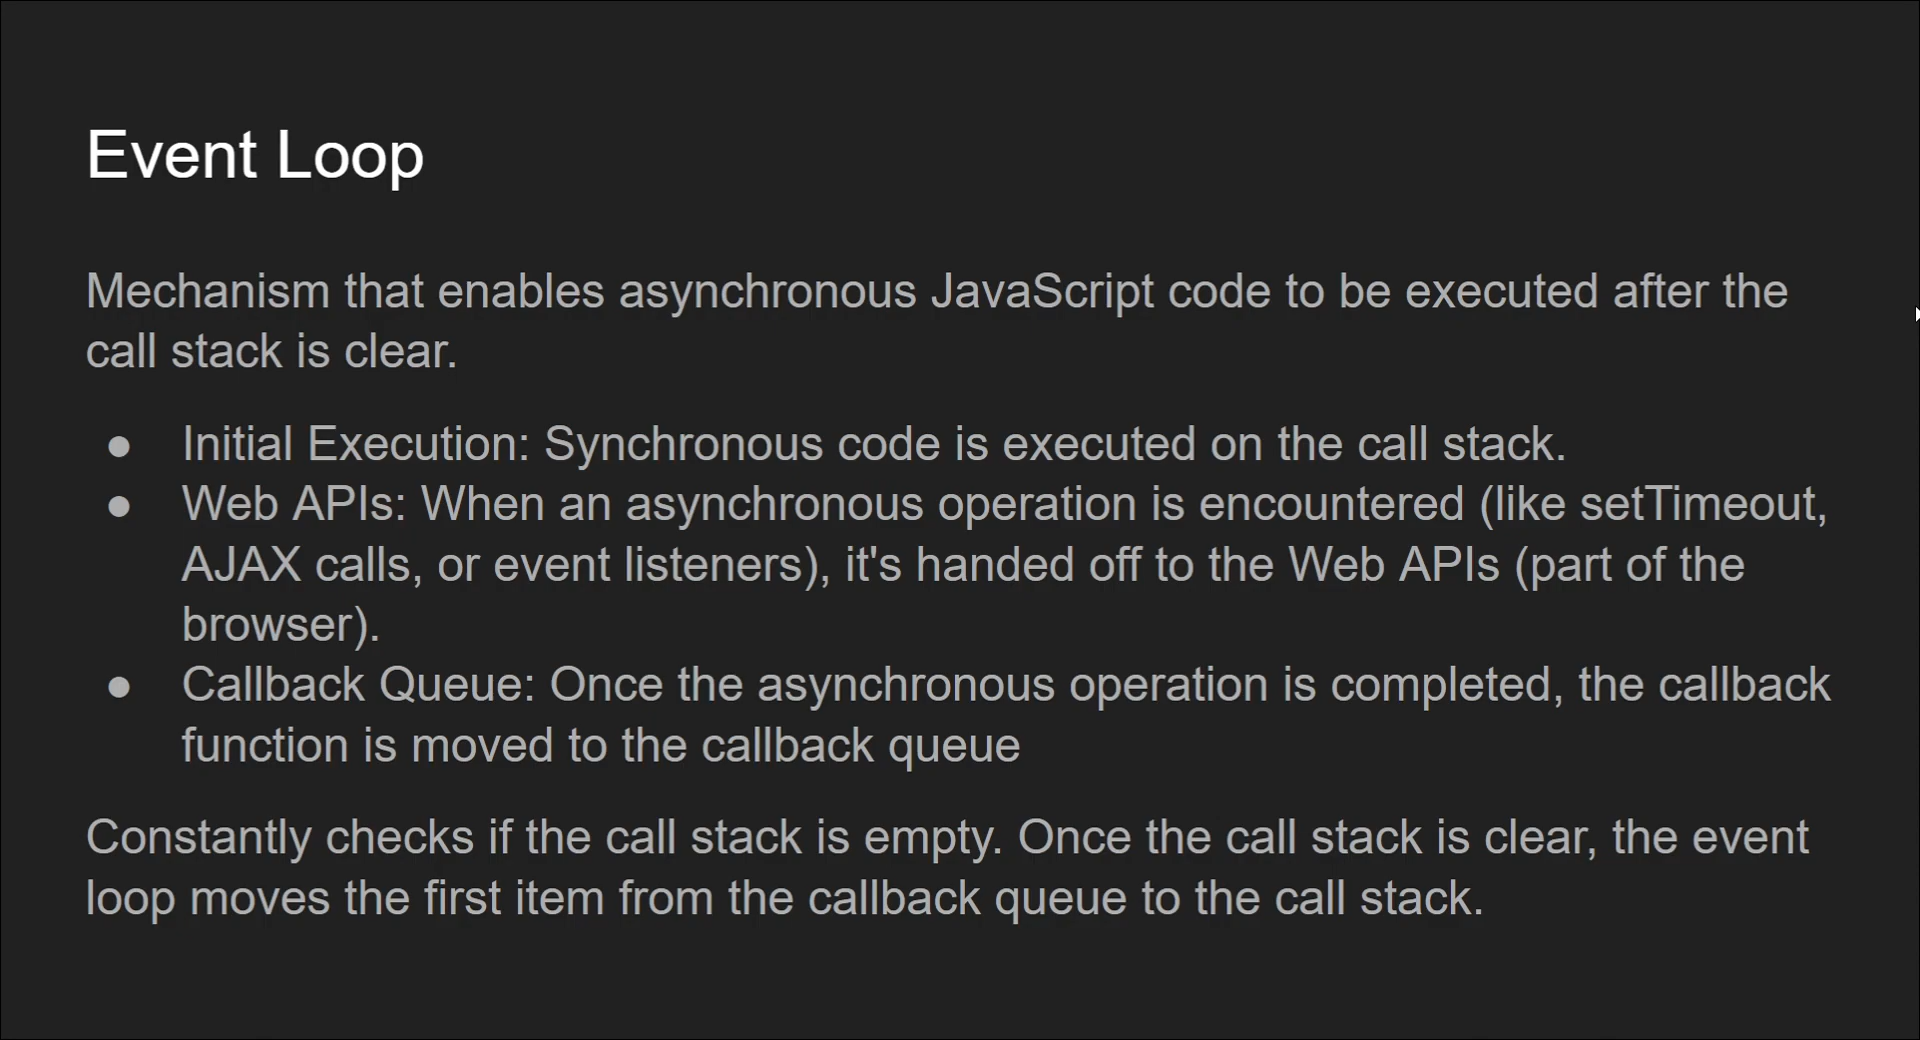 Event Loop
Mechanism that enables asynchronous JavaScript code to be executed after the
call stack is clear.
● Initial Execution: Synchronous code is executed on the call stack.
● Web APIs: When an asynchronous operation is encountered (like setTimeout,
AJAX calls, or event listeners), it's handed off to the Web APIs (part of the
browser).
● Callback Queue: Once the asynchronous operation is completed, the callback
function is moved to the callback queue
Constantly checks if the call stack is empty. Once the call stack is clear, the event
loop moves the first item from the callback queue to the call stack.